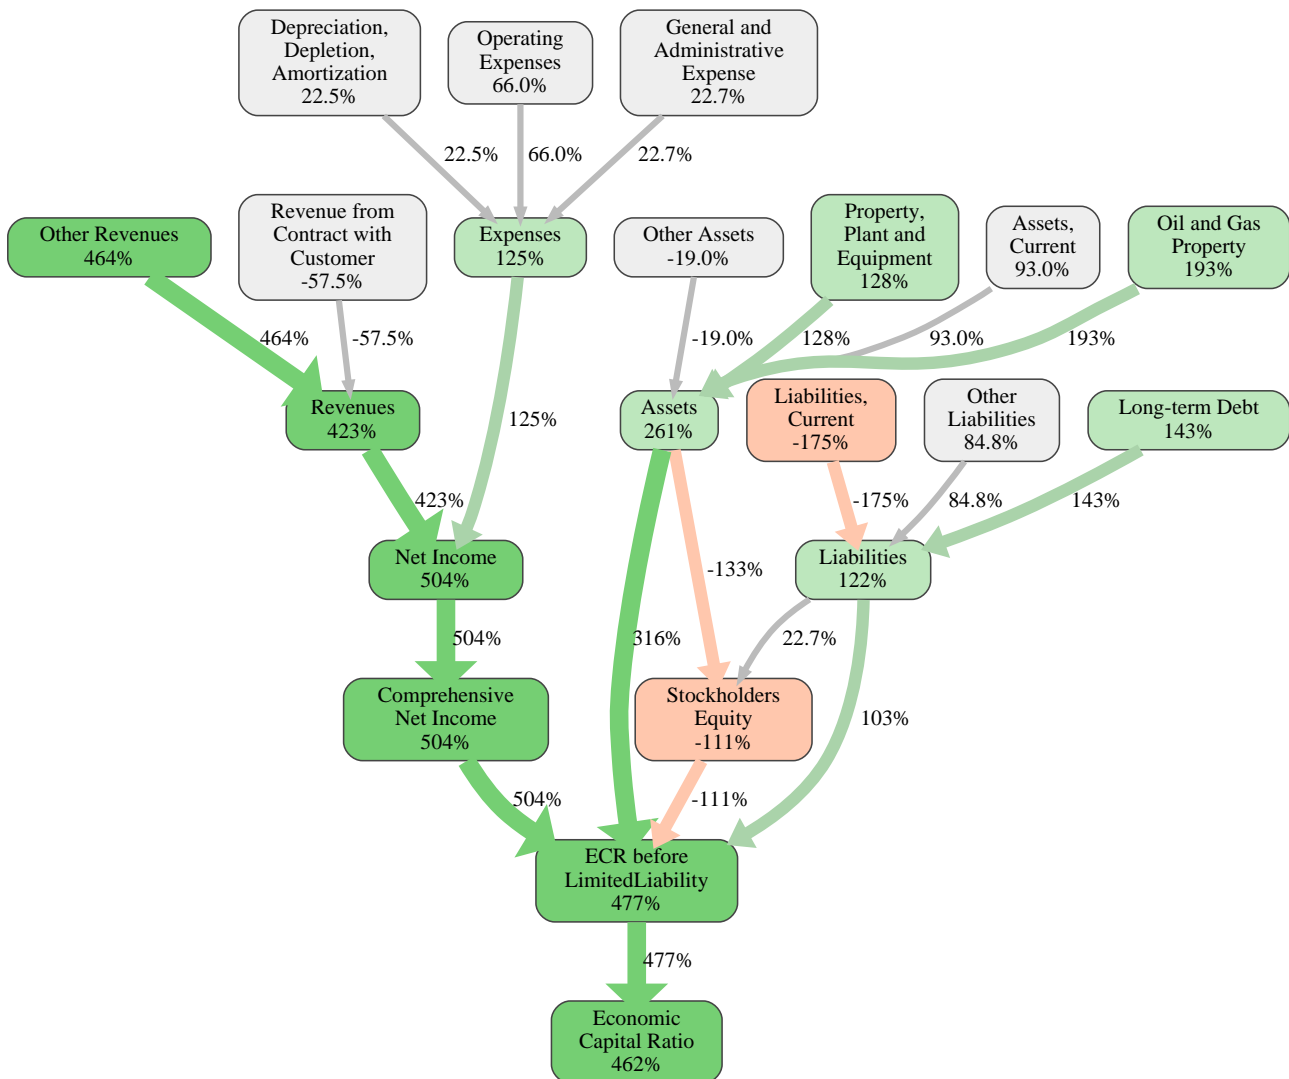 Depreciation,
Depletion,
Amortization
22.5%
Operating
Expenses
66.0%
General and
Administrative
Expense
22.7%
22.5%
66.0%
22.7%
Other Revenues
464%
Revenue from
Contract with
Customer
-57.5%
Expenses
125%
Other Assets
-19.0%
Property,
Plant and
Equipment
128%
Assets,
Current
93.0%
Oil and Gas
Property
193%
464%
-57.5%
-19.0%
128%
93.0%
193%
Revenues
423%
125%
Assets
261%
Liabilities,
Current
-175%
Other
Liabilities
84.8%
Long-term Debt
143%
423%
-175%
84.8%
143%
Net Income
504%
-133%
Liabilities
122%
504%
316%
22.7%
Comprehensive
Net Income
504%
Stockholders
Equity
-111%
103%
504%
-111%
ECR before
LimitedLiability
477%
477%
Economic
Capital Ratio
462%